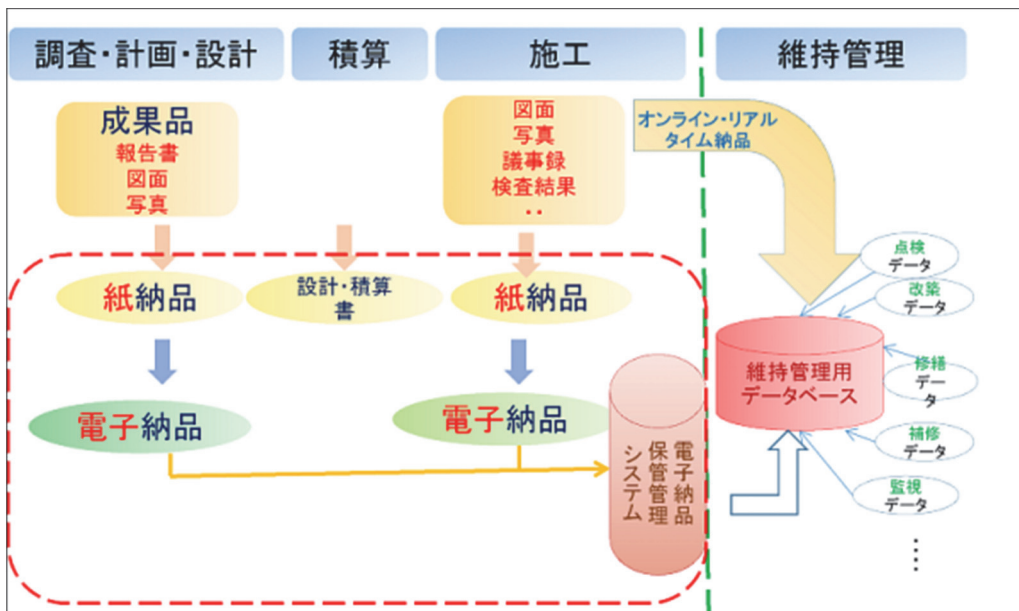 調査・計画・設計
積算
施工
維持管理
成果品
報告書
図面
写真
図面
写真
議事録
検査結果
・・
オンライン・リアル
タイム納品
紙納品
設計・積算
書
紙納品
電子納品
電子納品
電子納品
保管管理
システム
維持管理用
データベース
点検
データ
改築
データ
修繕
デー
タ
補修
データ
監視
データ
・・・・